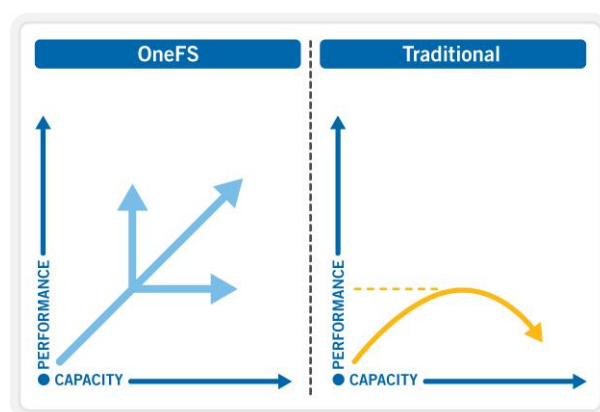 OneFS
PERFORMANCE
CAPACITY
Traditional
PERFORMANCE
CAPACITY